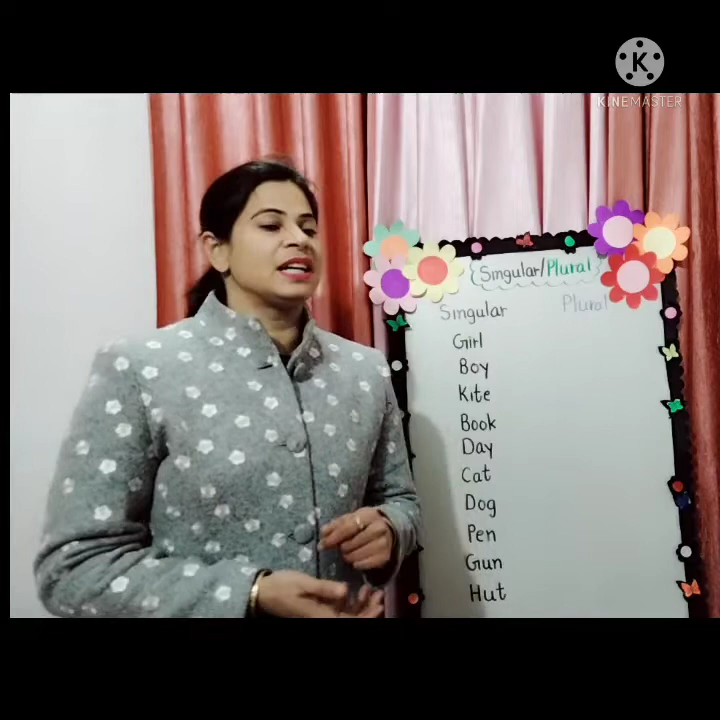 K
KINEMASTER
Singular/Plural
Singular Plural
Girl
Boy
Kite
Book
Day
Cat
Dog
Pen
Gun
Hut